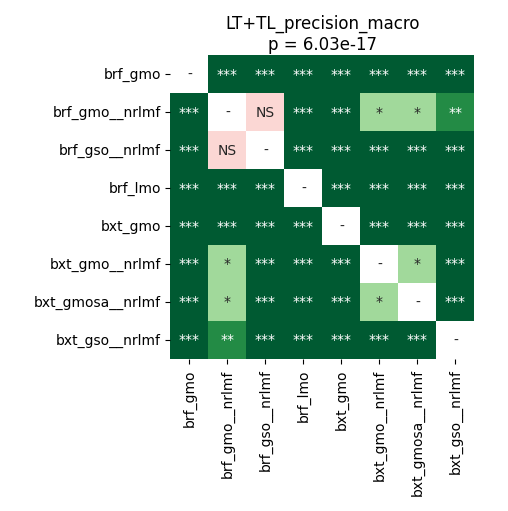 LT+TL_precision_macro
p = 6.03e-17
brf_gmo - *** *** *** *** *** *** ***
brf_gmo__nrlmf *** - NS *** *** * * **
brf_gso__nrlmf *** NS - *** *** *** *** ***
brf_lmo *** *** *** - *** *** *** ***
bxt_gmo *** *** *** *** - *** *** ***
bxt_gmo__nrlmf *** * *** *** *** - * ***
bxt_gmosa__nrlmf *** * *** *** *** * - ***
bxt_gso__nrlmf *** ** *** *** *** *** *** -
brf_gmo
brf_gmo__nrlmf
brf_gso__nrlmf
brf_lmo
bxt_gmo
bxt_gmo__nrlmf
bxt_gmosa__nrlmf
bxt_gso__nrlmf